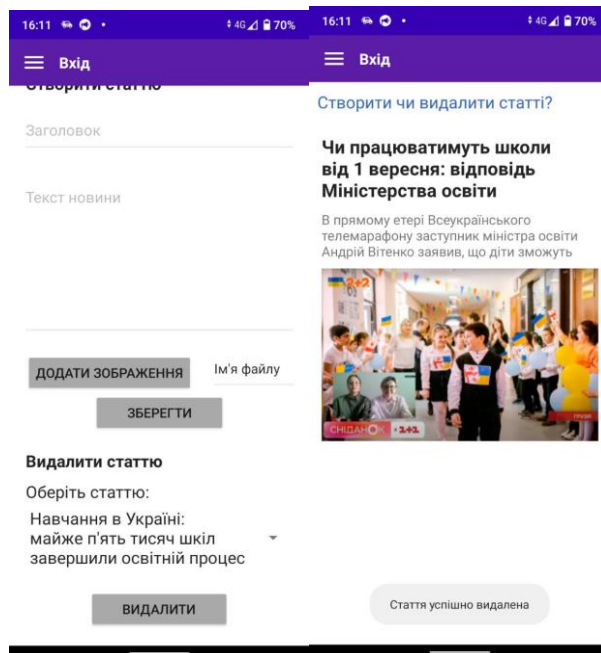 16:11
4G 70%
Вхід
Створити статтю
Заголовок
Текст новини
ДОДАТИ ЗОБРАЖЕННЯ
Ім'я файлу
ЗБЕРЕГТИ
Видалити статтю
Оберіть статтю:
Навчання в Україні:
майже п'ять тисяч шкіл
завершили освітній процес
ВИДАЛИТИ
16:11
4G 70%
Вхід
Створити чи видалити статті?
Чи працюватимуть школи
від 1 вересня: відповідь
Міністерства освіти
В прямому етері Всеукраїнського
телемарафону заступник міністра освіти
Андрій Вітенко заявив, що діти зможуть
2+2
ГРУЗІЯ
СНІДАНОК • 1+1
Стаття успішно видалена